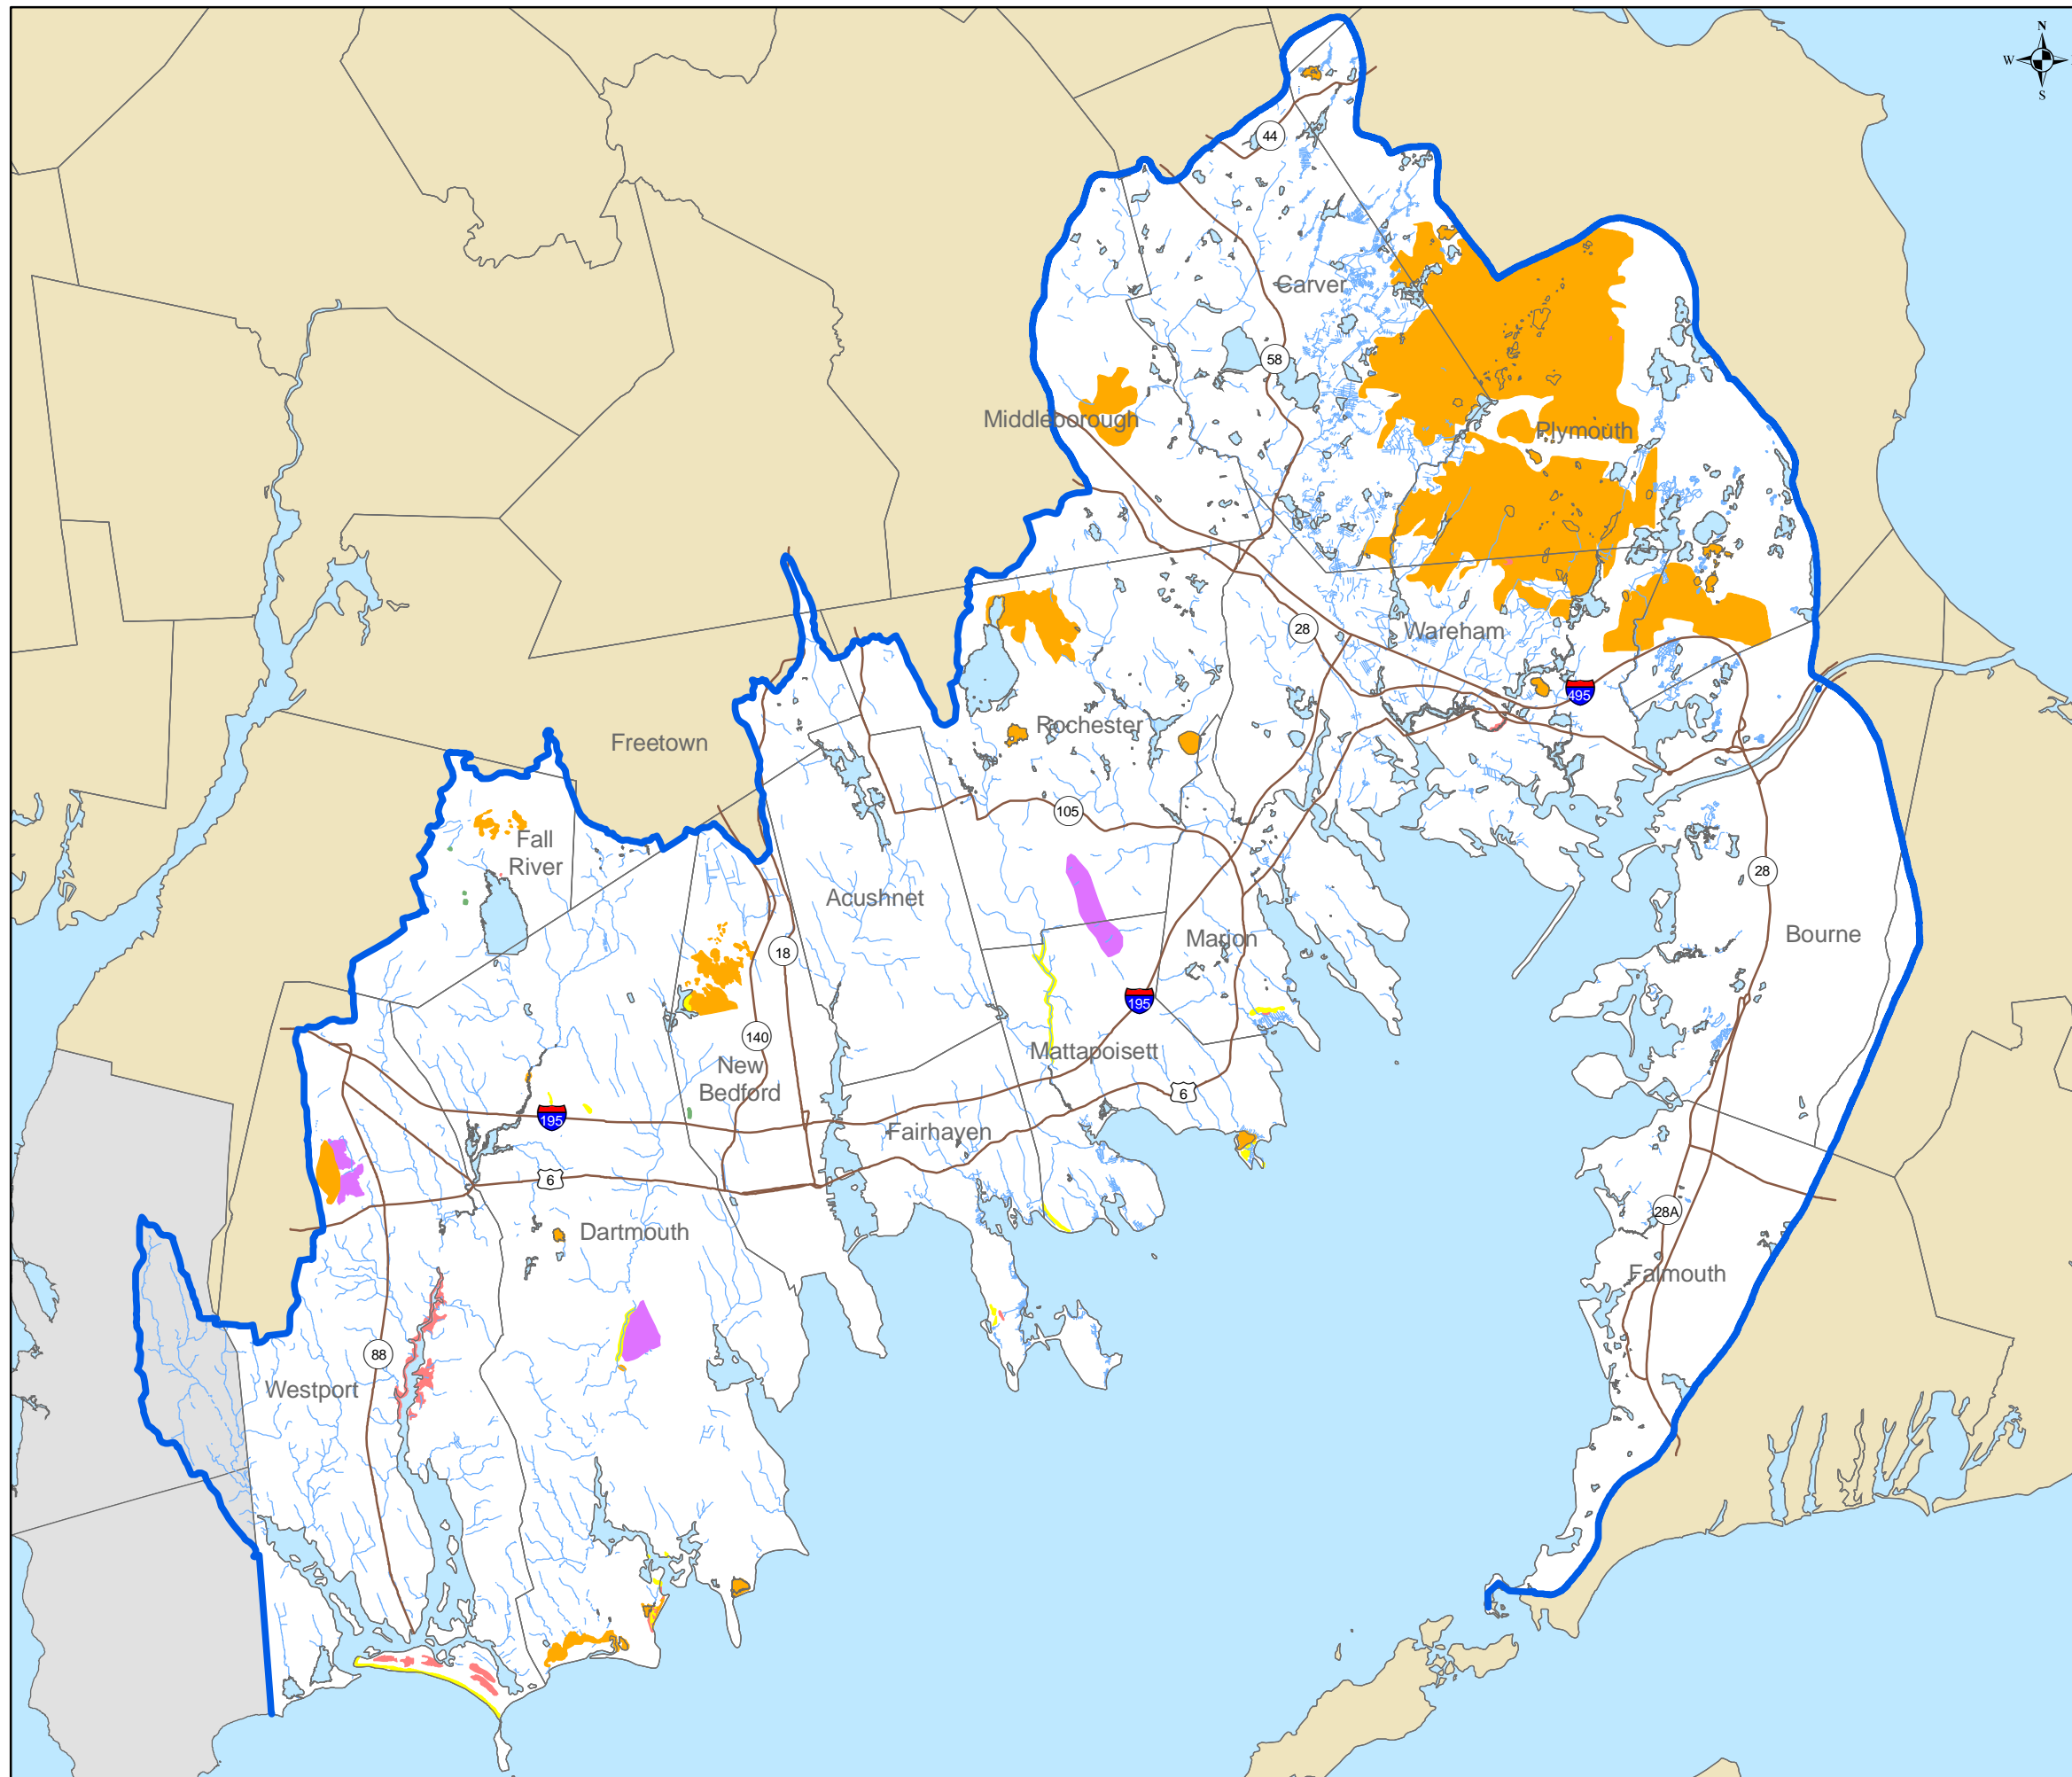 N
W
S
44
Carver
58
Middleborough
Plymouth
28
Wareham
495
Rochester
Freetown
105
Fall
River
28
Acushnet
Bourne
Marion
18
195
140
Mattapoisett
New
Bedford
6
195
Fairhaven
6
28A
Dartmouth
Falmouth
88
Westport